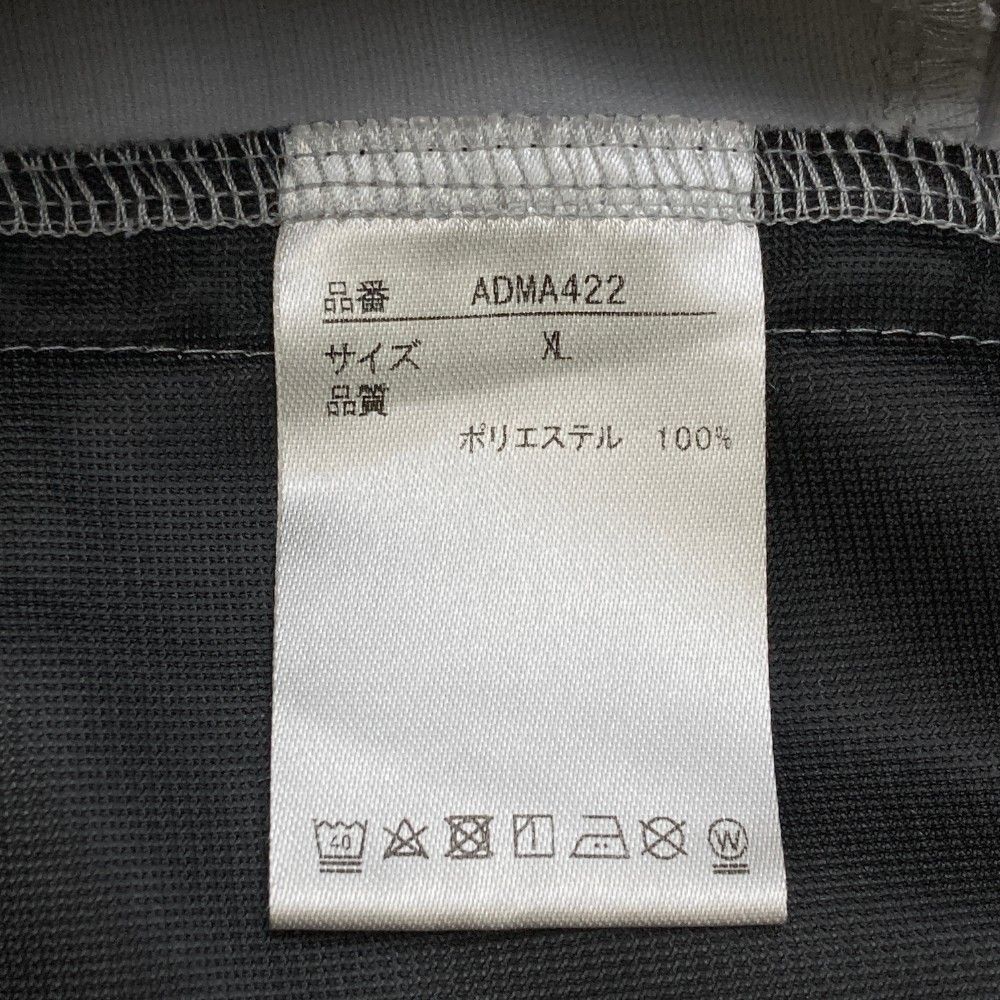 品番 ADMA422
サイズ XL
品質
ポリエステル 100%
40 W